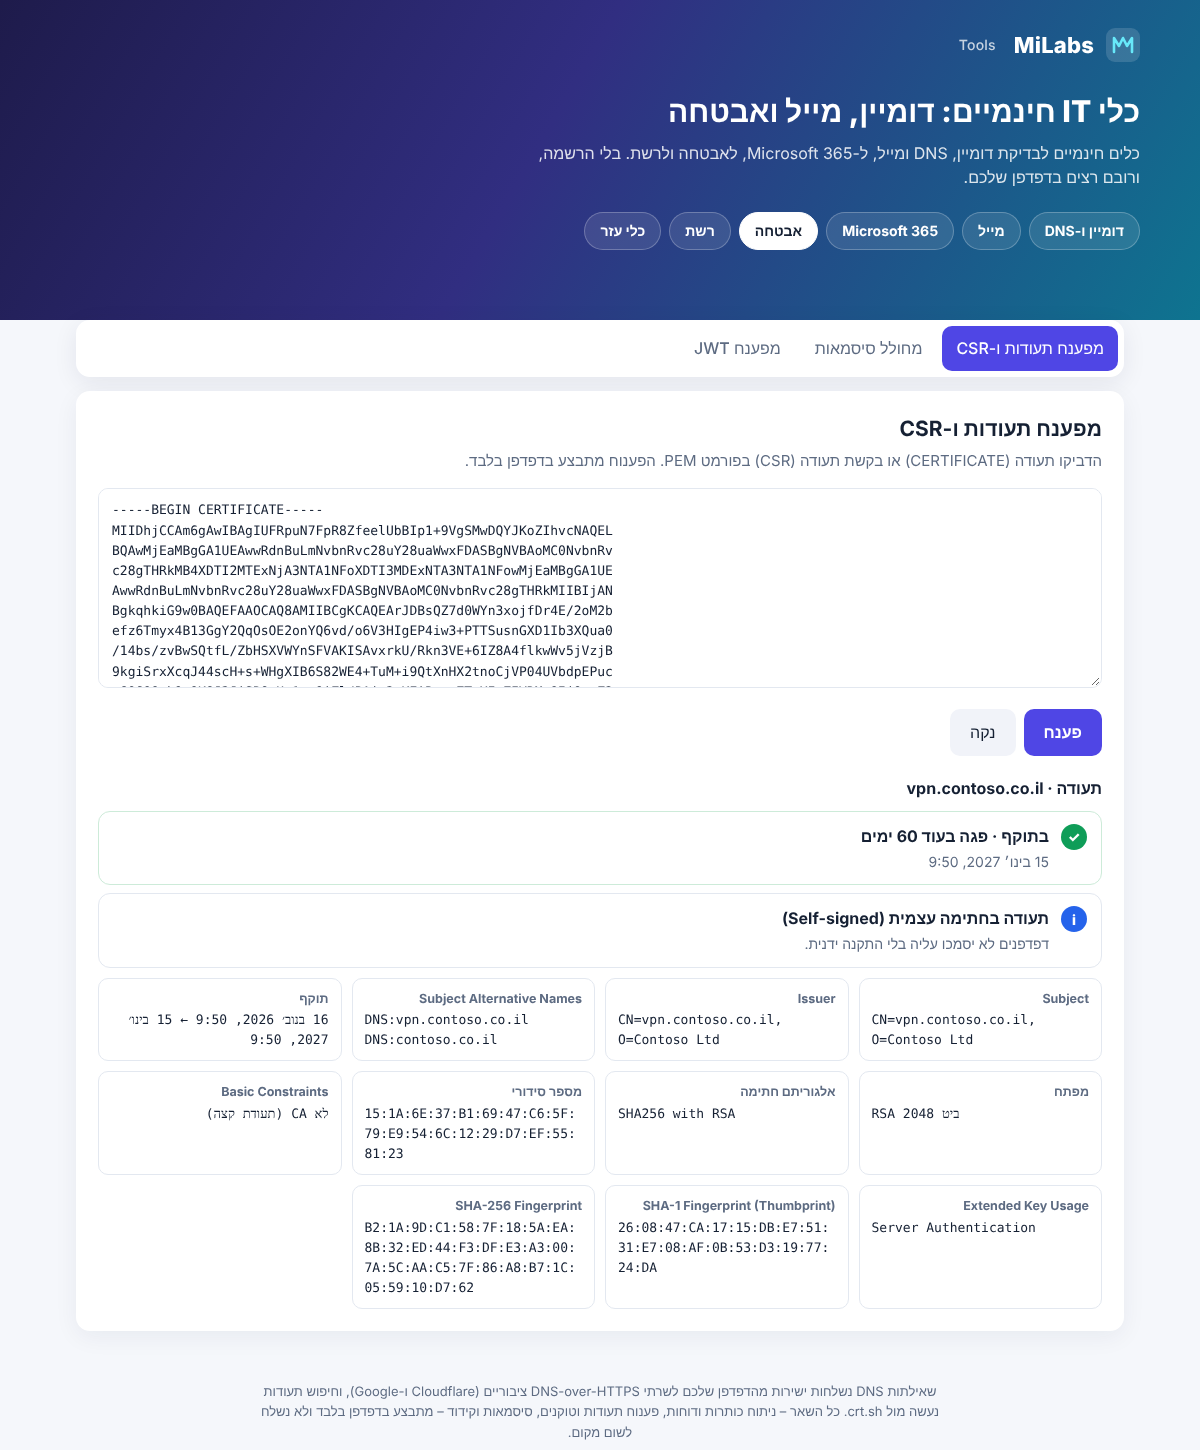 MiLabs Tools
כלי IT חינמיים: דומיין, מייל ואבטחה
כלים חינמיים לבדיקת דומיין, DNS ומייל, ל-Microsoft 365, לאבטחה ולרשת. בלי הרשמה,
ורובם רצים בדפדפן שלכם.
דומיין ו-DNS
מייל
Microsoft 365
אבטחה
רשת
כלי עזר
מפענח תעודות ו-CSR
מחולל סיסמאות
מפענח JWT
מפענח תעודות ו-CSR
הדביקו תעודה (CERTIFICATE) או בקשת תעודה (CSR) בפורמט PEM. הפענוח מתבצע בדפדפן בלבד.
-----BEGIN CERTIFICATE-----
MIIDhjCCAm6gAwIBAgIUFRpuN7FpR8ZfeelUbBIp1+9VgSMwDQYJKoZIhvcNAQEL
BQAwMjEaMBgGA1UEAwwRdnBuLmNvbnRvc28uY28uaWwxFDASBgNVBAoMC0NvbnRv
c28gTHRkMB4XDTI2MTExNjA3NTA1NFoXDTI3MDExNTA3NTA1NFowMjEaMBgGA1UE
AwwRdnBuLmNvbnRvc28uY28uaWwxFDASBgNVBAoMC0NvbnRvc28gTHRkMIIBIjAN
BgkqhkiG9w0BAQEFAAOCAQ8AMIIBCgKCAQEArJDBsQZ7d0WYn3xojfDr4E/2oM2b
efz6Tmyx4B13GgY2QqOsOE2onYQ6vd/o6V3HIgEP4iw3+PTTSusnGXD1Ib3XQua0
/14bs/zvBwSQtfL/ZbHSXVWYnSFVAKISAvxrkU/Rkn3VE+6IZ8A4flkwWv5jVzjB
9kgiSrxXcqJ44scH+s+WHgXIB6S82WE4+TuM+i9QtXnHX2tnoCjVP04UVbdpEPuc
פענח
נקה
תעודה · vpn.contoso.co.il
בתוקף · פגה בעוד 60 ימים
15 בינו׳ 2027, 9:50
תעודה בחתימה עצמית (Self-signed)
דפדפנים לא יסמכו עליה בלי התקנה ידנית.
Subject
CN=vpn.contoso.co.il,
O=Contoso Ltd
Issuer
CN=vpn.contoso.co.il,
O=Contoso Ltd
Subject Alternative Names
DNS:vpn.contoso.co.il
DNS:contoso.co.il
תוקף
16 בנוב׳ 2026, 9:50 ← 15 בינו׳
2027, 9:50
מפתח
RSA 2048 ביט
אלגוריתם חתימה
SHA256 with RSA
מספר סידורי
15:1A:6E:37:B1:69:47:C6:5F:
79:E9:54:6C:12:29:D7:EF:55:
81:23
Basic Constraints
לא CA (תעודת קצה)
Extended Key Usage
Server Authentication
SHA-1 Fingerprint (Thumbprint)
26:08:47:CA:17:15:DB:E7:51:
31:E7:08:AF:0B:53:D3:19:77:
24:DA
SHA-256 Fingerprint
B2:1A:9D:C1:58:7F:18:5A:EA:
8B:32:ED:44:F3:DF:E3:A3:00:
7A:5C:AA:C5:7F:86:A8:B7:1C:
05:59:10:D7:62
שאילתות DNS נשלחות ישירות מהדפדפן שלכם לשרתי DNS-over-HTTPS ציבוריים (Cloudflare ו-Google), וחיפוש תעודות
נעשה מול crt.sh. כל השאר – ניתוח כותרות ודוחות, פענוח תעודות וטוקנים, סיסמאות וקידוד – מתבצע בדפדפן בלבד ולא נשלח
לשום מקום.